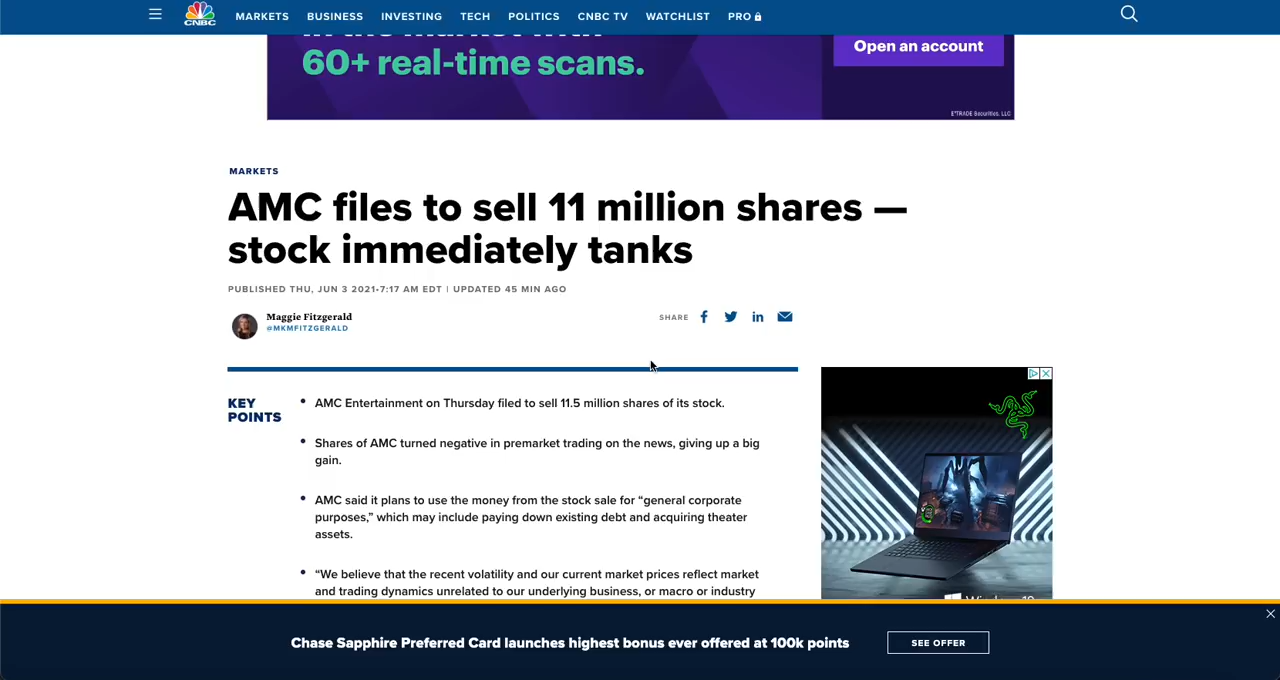 MARKETS BUSINESS INVESTING TECH POLITICS CNBC TV WATCHLIST PRO
CNBC
60+ real-time scans.
Open an account
E*TRADE Securities, LLC
MARKETS
AMC files to sell 11 million shares —
stock immediately tanks
PUBLISHED THU, JUN 3 2021•7:17 AM EDT | UPDATED 45 MIN AGO
Maggie Fitzgerald
@MKMFITZGERALD
SHARE
KEY
POINTS
• AMC Entertainment on Thursday filed to sell 11.5 million shares of its stock.
• Shares of AMC turned negative in premarket trading on the news, giving up a big
gain.
• AMC said it plans to use the money from the stock sale for “general corporate
purposes,” which may include paying down existing debt and acquiring theater
assets.
• “We believe that the recent volatility and our current market prices reflect market
and trading dynamics unrelated to our underlying business, or macro or industry
Chase Sapphire Preferred Card launches highest bonus ever offered at 100k points
SEE OFFER